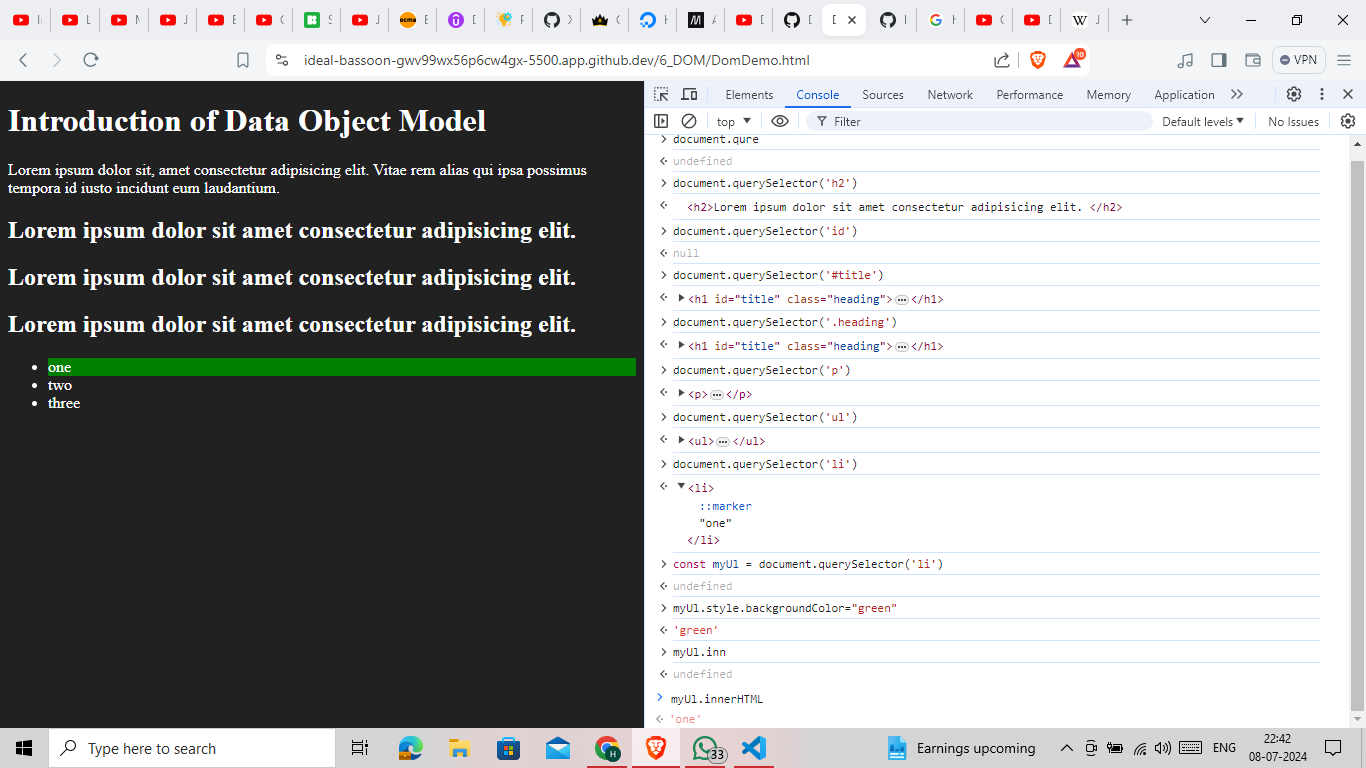 ideal-bassoon-gwv99wx56p6cw4gx-5500.app.github.dev/6_DOM/DomDemo.html
10
VPN
Introduction of Data Object Model
Lorem ipsum dolor sit, amet consectetur adipisicing elit. Vitae rem alias qui ipsa possimus
tempora id iusto incidunt eum laudantium.
Lorem ipsum dolor sit amet consectetur adipisicing elit.
Lorem ipsum dolor sit amet consectetur adipisicing elit.
Lorem ipsum dolor sit amet consectetur adipisicing elit.
one
two
three
Elements Console Sources Network Performance Memory Application
top Filter Default levels No Issues
document.qure
undefined
document.querySelector('h2')
<h2>Lorem ipsum dolor sit amet consectetur adipisicing elit. </h2>
document.querySelector('id')
null
document.querySelector('#title')
<h1 id="title" class="heading">…</h1>
document.querySelector('.heading')
<h1 id="title" class="heading">…</h1>
document.querySelector('p')
<p>…</p>
document.querySelector('ul')
<ul>…</ul>
document.querySelector('li')
<li>
::marker
"one"
</li>
const myUl = document.querySelector('li')
undefined
myUl.style.backgroundColor="green"
'green'
myUl.inn
undefined
myUl.innerHTML
'one'
Type here to search
H
33
Earnings upcoming
ENG
22:42
08-07-2024